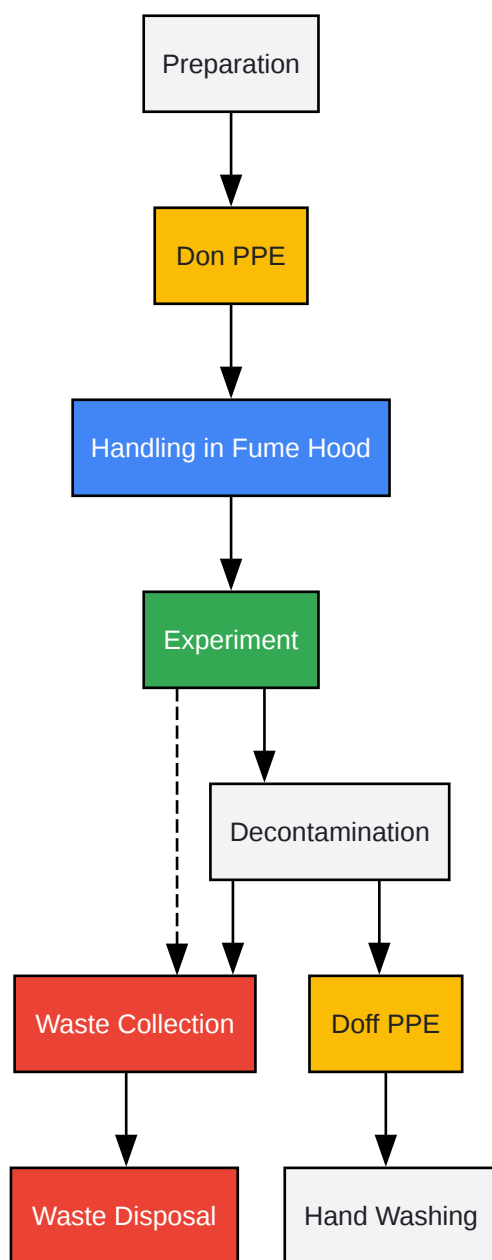 Preparation
Don PPE
Handling in Fume Hood
Experiment
Decontamination
Waste Collection
Doff PPE
Waste Disposal
Hand Washing